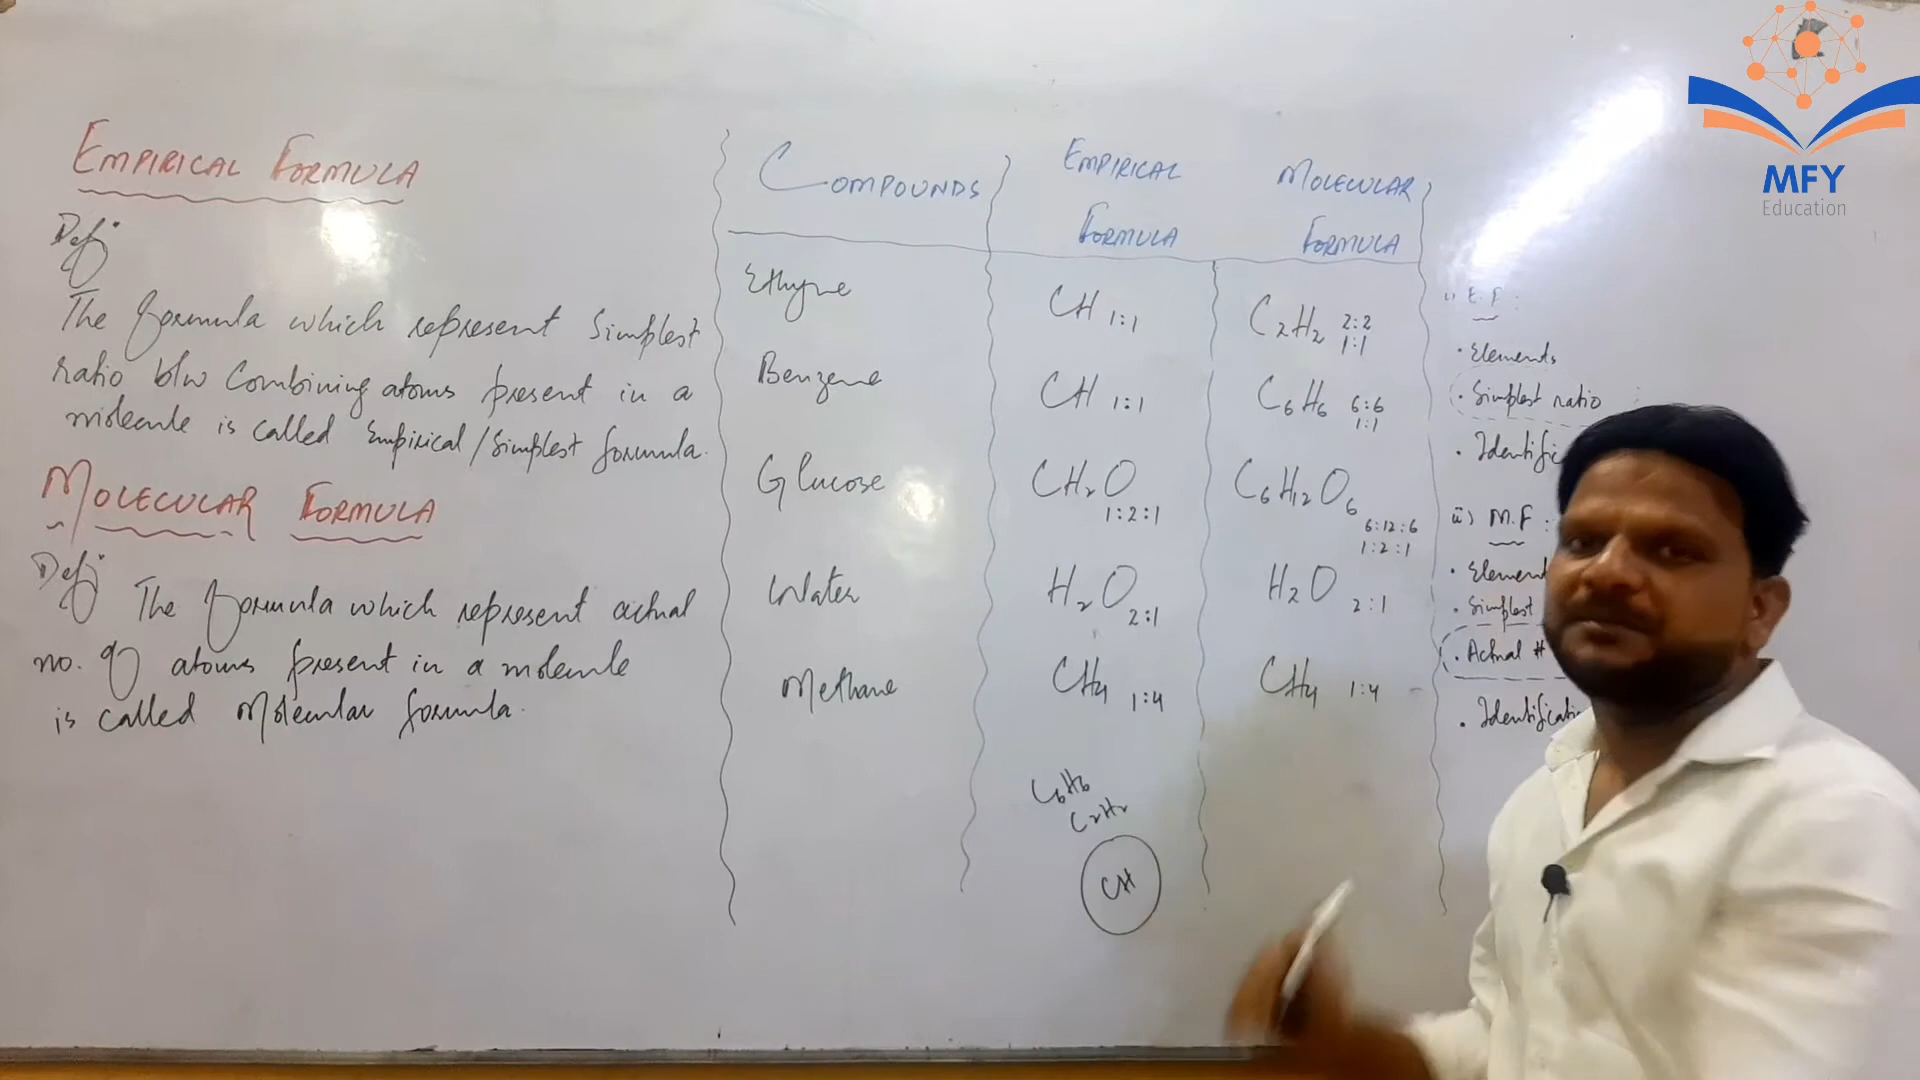 EMPIRICAL FORMULA
Def:
The formula which represent Simplest
ratio b/w Combining atoms present in a
molecule is called Empirical/Simplest formula.
MOLECULAR FORMULA
Def: The formula which represent actual
no. of atoms present in a molecule
is called Molecular formula.
COMPOUNDS
EMPIRICAL
FORMULA
MOLECULAR
FORMULA
Ethyne CH 1:1 C₂H₂ 2:2
1:1
Benzene CH 1:1 C₆H₆ 6:6
1:1
Glucose CH₂O 1:2:1 C₆H₁₂O₆ 6:12:6
1:2:1
Water H₂O 2:1 H₂O 2:1
Methane CH₄ 1:4 CH₄ 1:4
C₆H₆
C₂H₂
CH
i) E.F:
• Elements
• Simplest ratio
• Identific
ii) M.F:
• Element
• Simplest
• Actual #
• Identificatio
MFY
Education